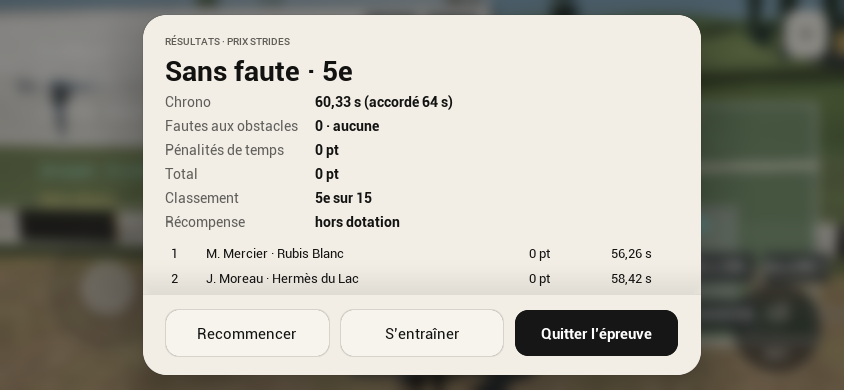 RÉSULTATS · PRIX STRIDES
Sans faute · 5e
Chrono 60,33 s (accordé 64 s)
Fautes aux obstacles 0 · aucune
Pénalités de temps 0 pt
Total 0 pt
Classement 5e sur 15
Récompense hors dotation
1 M. Mercier · Rubis Blanc 0 pt 56,26 s
2 J. Moreau · Hermès du Lac 0 pt 58,42 s
Recommencer S'entraîner Quitter l'épreuve